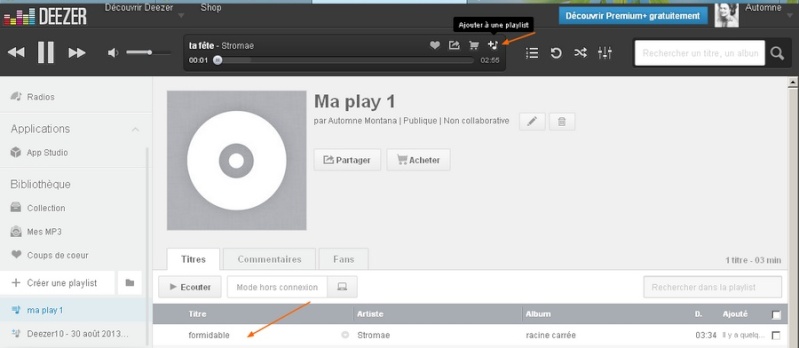 DEEZER
Découvrir Deezer
Shop
Ajouter à une playlist
Découvrir Premium+ gratuitement
Automne
ta fête - Stromae
00:01
Rechercher un titre, un album
Radios
Applications
App Studio
Bibliothèque
Collection
Mes MP3
Coups de coeur
Créer une playlist
ma play 1
Deezer10 - 30 août 2013...
Ma play 1
par Automne Montana | Publique | Non collaborative
Partager
Acheter
Titres
Commentaires
Fans
1 titre - 03 min
Ecouter
Mode hors connexion
Rechercher dans la playlist
Titre Artiste Album D. Ajouté
formidable Stromae racine carrée 03:34 Il y a quelq...